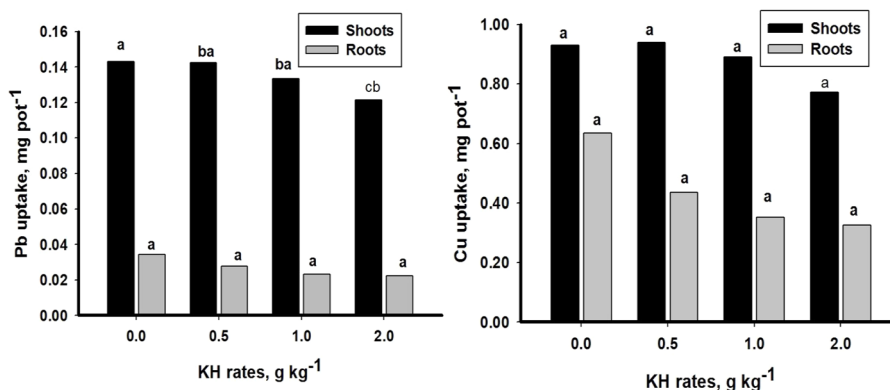 Pb uptake, mg pot-1
0.16
0.14
0.12
0.10
0.08
0.06
0.04
0.02
0.00
Shoots
Roots
a
ba
ba
cb
a
a
a
a
0.0 0.5 1.0 2.0
KH rates, g kg-1
Cu uptake, mg pot-1
1.00
0.80
0.60
0.40
0.20
0.00
Shoots
Roots
a
a
a
a
a
a
a
a
0.0 0.5 1.0 2.0
KH rates, g kg-1